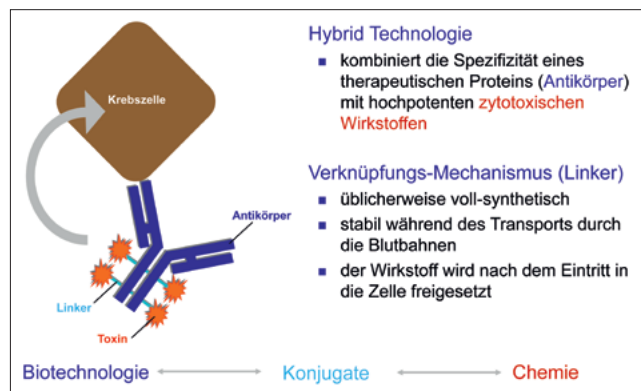 Krebszelle
Antikörper
Linker
Toxin
Hybrid Technologie
▪ kombiniert die Spezifizität eines
therapeutischen Proteins (Antikörper)
mit hochpotenten zytotoxischen
Wirkstoffen
Verknüpfungs-Mechanismus (Linker)
▪ üblicherweise voll-synthetisch
▪ stabil während des Transports durch
die Blutbahnen
▪ der Wirkstoff wird nach dem Eintritt in
die Zelle freigesetzt
Biotechnologie Konjugate Chemie